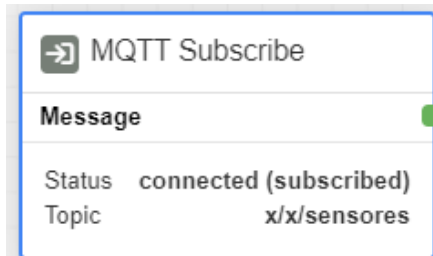 MQTT Subscribe
Message
Status connected (subscribed)
Topic x/x/sensores